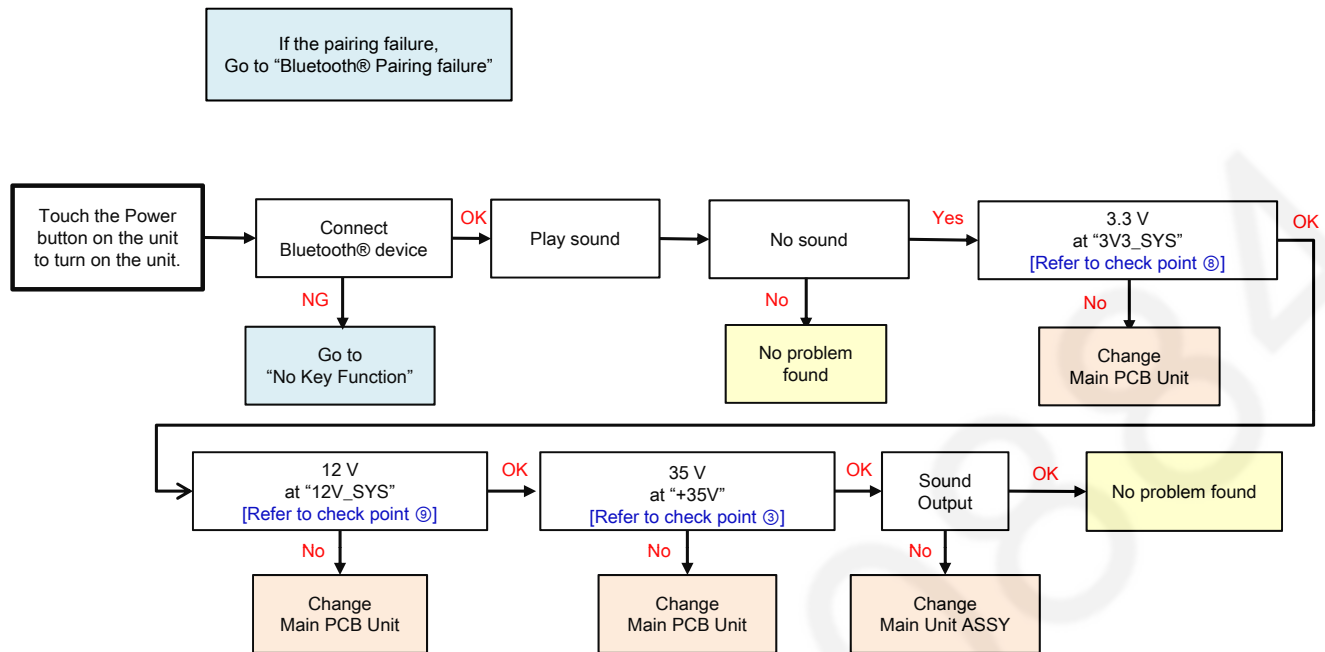 If the pairing failure,
Go to “Bluetooth® Pairing failure”
Touch the Power
button on the unit
to turn on the unit.
Connect
Bluetooth® device
OK
Play sound
No sound
Yes
3.3 V
at “3V3_SYS”
[Refer to check point ⑧]
OK
NG
No
No
Go to
“No Key Function”
No problem
found
Change
Main PCB Unit
12 V
at “12V_SYS”
[Refer to check point ⑨]
OK
35 V
at “+35V”
[Refer to check point ③]
OK
Sound
Output
OK
No problem found
No
No
No
Change
Main PCB Unit
Change
Main PCB Unit
Change
Main Unit ASSY